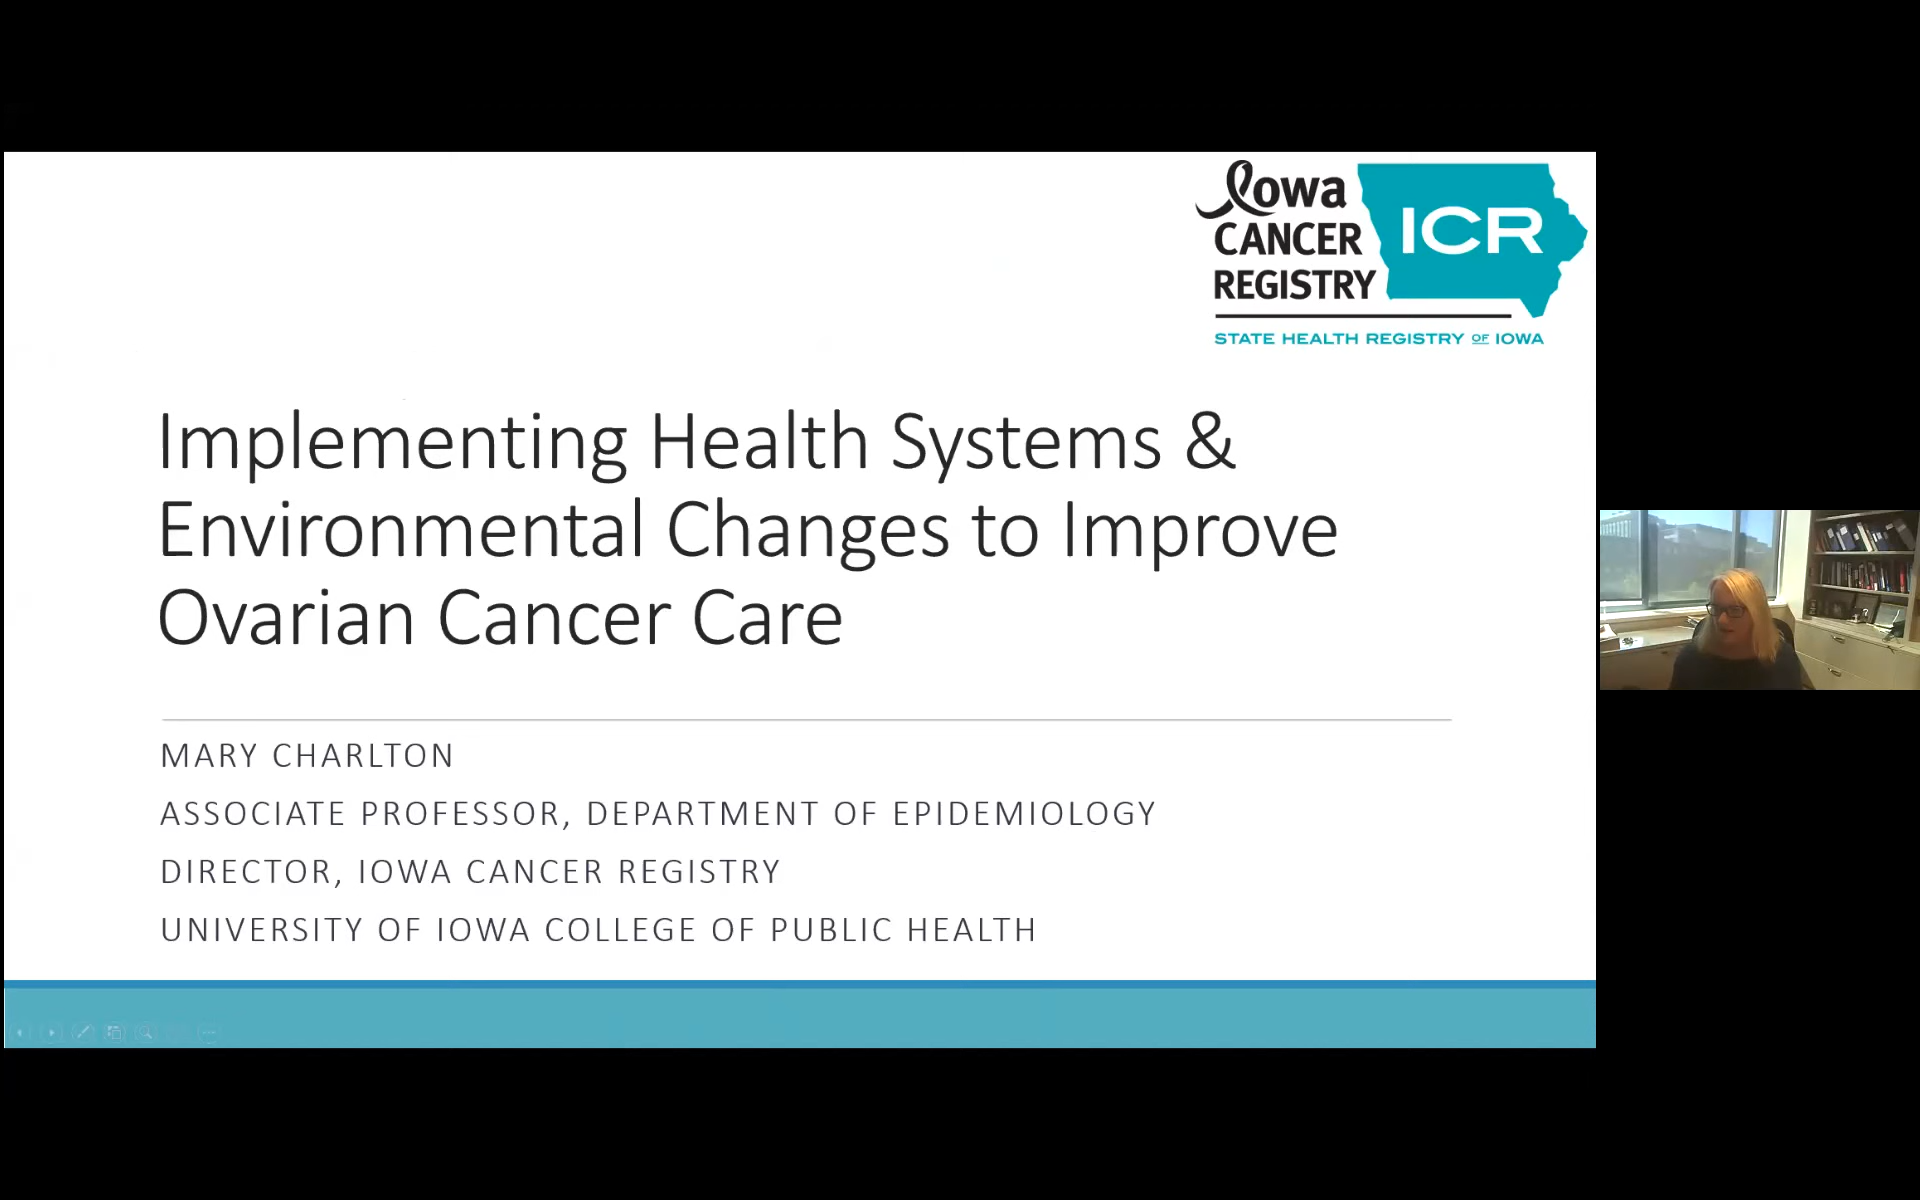 Iowa
CANCER
REGISTRY
ICR
STATE HEALTH REGISTRY OF IOWA
Implementing Health Systems &
Environmental Changes to Improve
Ovarian Cancer Care
MARY CHARLTON
ASSOCIATE PROFESSOR, DEPARTMENT OF EPIDEMIOLOGY
DIRECTOR, IOWA CANCER REGISTRY
UNIVERSITY OF IOWA COLLEGE OF PUBLIC HEALTH